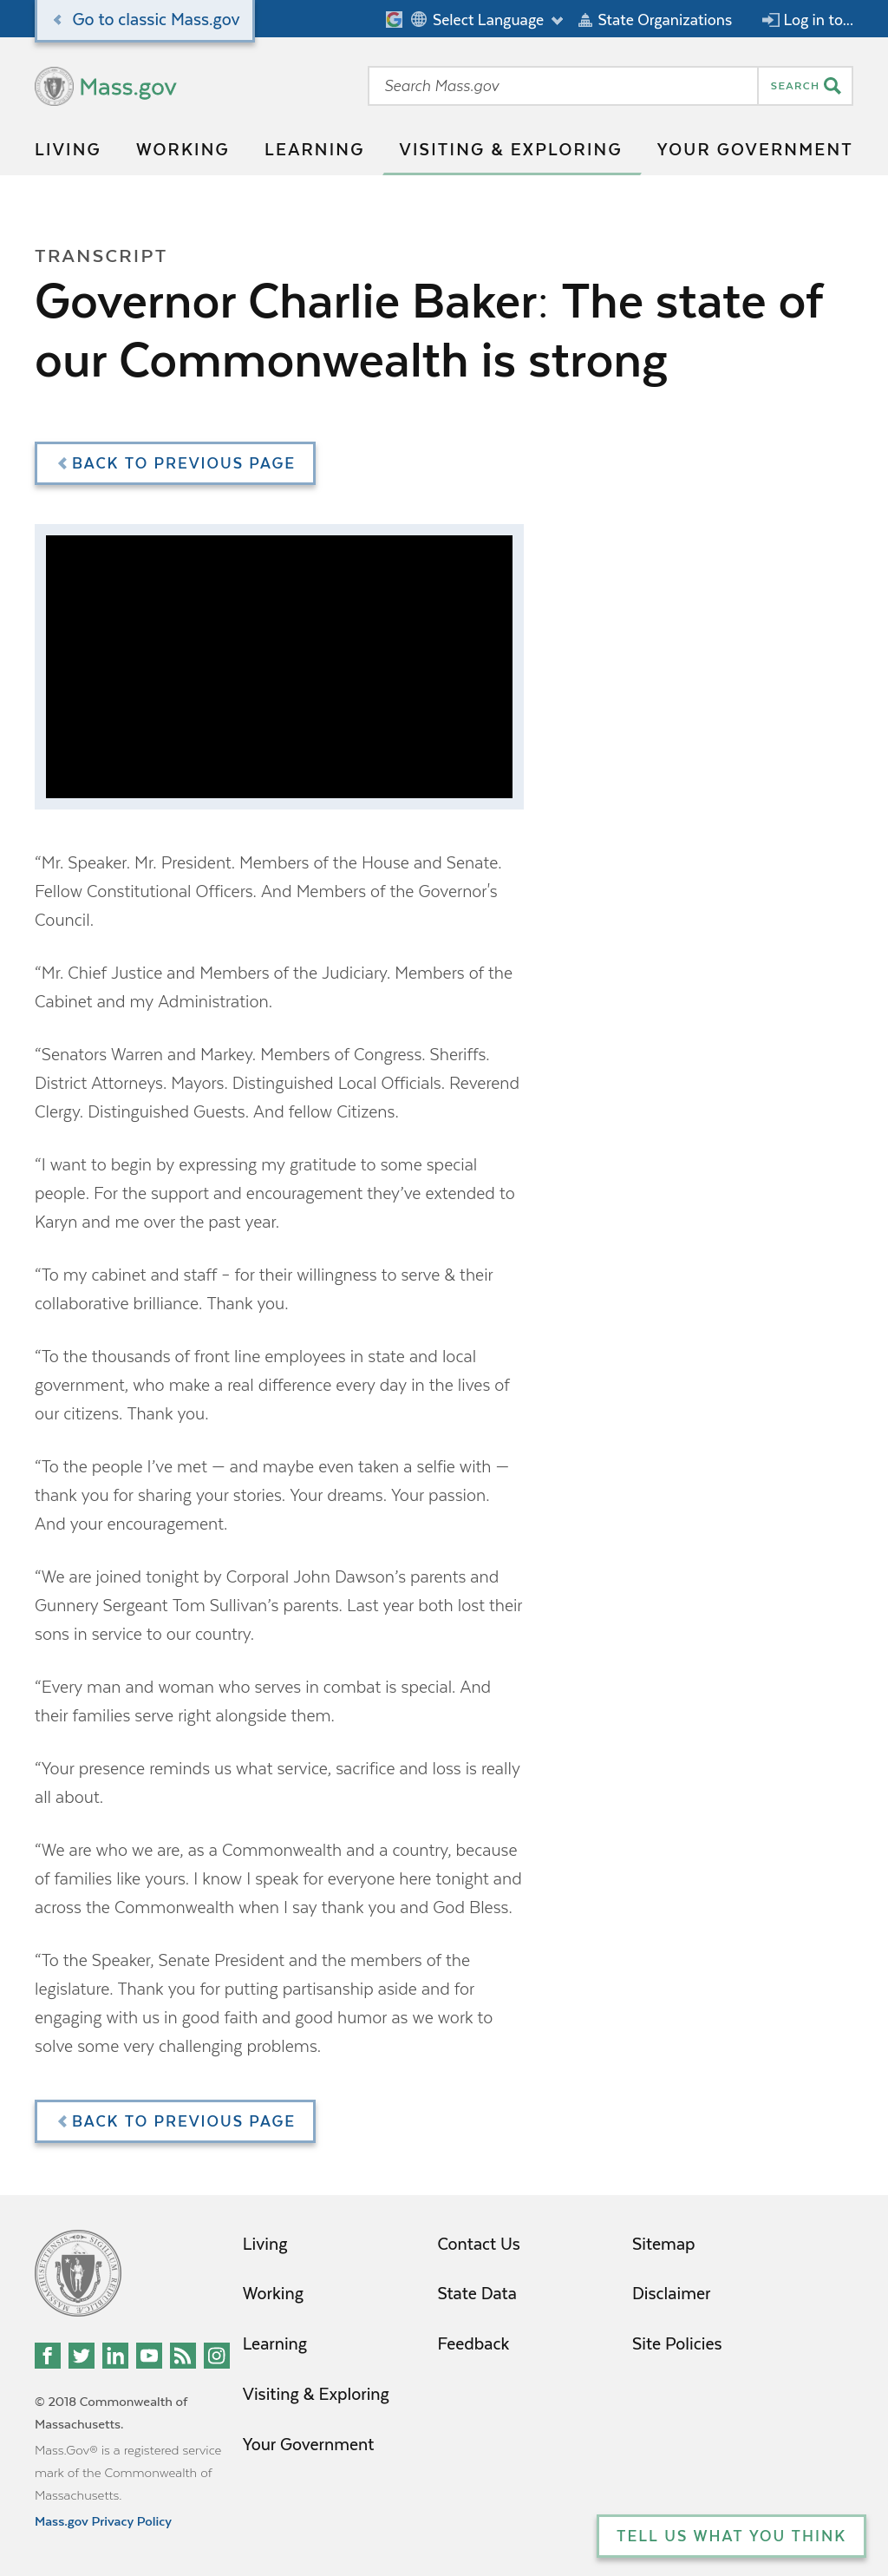 Go to classic Mass.gov
Select Language
State Organizations
Log in to...
Mass.gov
Search Mass.gov
SEARCH
LIVING
WORKING
LEARNING
VISITING & EXPLORING
YOUR GOVERNMENT
TRANSCRIPT
Governor Charlie Baker: The state of
our Commonwealth is strong
BACK TO PREVIOUS PAGE
“Mr. Speaker. Mr. President. Members of the House and Senate.
Fellow Constitutional Officers. And Members of the Governor's
Council.
“Mr. Chief Justice and Members of the Judiciary. Members of the
Cabinet and my Administration.
“Senators Warren and Markey. Members of Congress. Sheriffs.
District Attorneys. Mayors. Distinguished Local Officials. Reverend
Clergy. Distinguished Guests. And fellow Citizens.
“I want to begin by expressing my gratitude to some special
people. For the support and encouragement they’ve extended to
Karyn and me over the past year.
“To my cabinet and staff – for their willingness to serve & their
collaborative brilliance. Thank you.
“To the thousands of front line employees in state and local
government, who make a real difference every day in the lives of
our citizens. Thank you.
“To the people I’ve met — and maybe even taken a selfie with —
thank you for sharing your stories. Your dreams. Your passion.
And your encouragement.
“We are joined tonight by Corporal John Dawson’s parents and
Gunnery Sergeant Tom Sullivan’s parents. Last year both lost their
sons in service to our country.
“Every man and woman who serves in combat is special. And
their families serve right alongside them.
“Your presence reminds us what service, sacrifice and loss is really
all about.
“We are who we are, as a Commonwealth and a country, because
of families like yours. I know I speak for everyone here tonight and
across the Commonwealth when I say thank you and God Bless.
“To the Speaker, Senate President and the members of the
legislature. Thank you for putting partisanship aside and for
engaging with us in good faith and good humor as we work to
solve some very challenging problems.
BACK TO PREVIOUS PAGE
Living
Working
Learning
Visiting & Exploring
Your Government
Contact Us
State Data
Feedback
Sitemap
Disclaimer
Site Policies
© 2018 Commonwealth of
Massachusetts.
Mass.Gov® is a registered service
mark of the Commonwealth of
Massachusetts.
Mass.gov Privacy Policy
TELL US WHAT YOU THINK